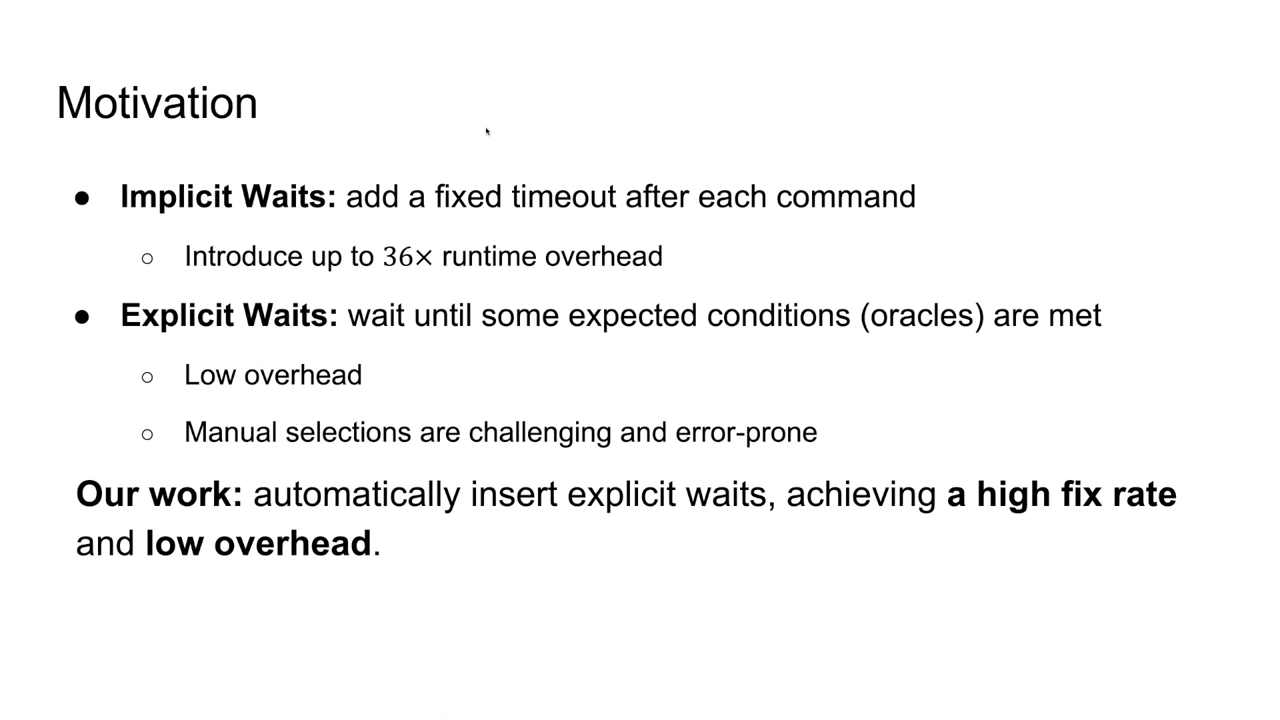 Motivation
● Implicit Waits: add a fixed timeout after each command
○ Introduce up to 36× runtime overhead
● Explicit Waits: wait until some expected conditions (oracles) are met
○ Low overhead
○ Manual selections are challenging and error-prone
Our work: automatically insert explicit waits, achieving a high fix rate
and low overhead.